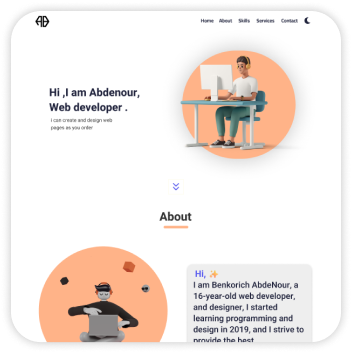 AB
Home About Skills Services Contact
Hi ,I am Abdenour,
Web developer .
I can create and design web
pages as you order
About
Hi, ✨
I am Benkorich AbdeNour, a
16-year-old web developer,
and designer, I started
learning programming and
design in 2019, and I strive to
provide the best